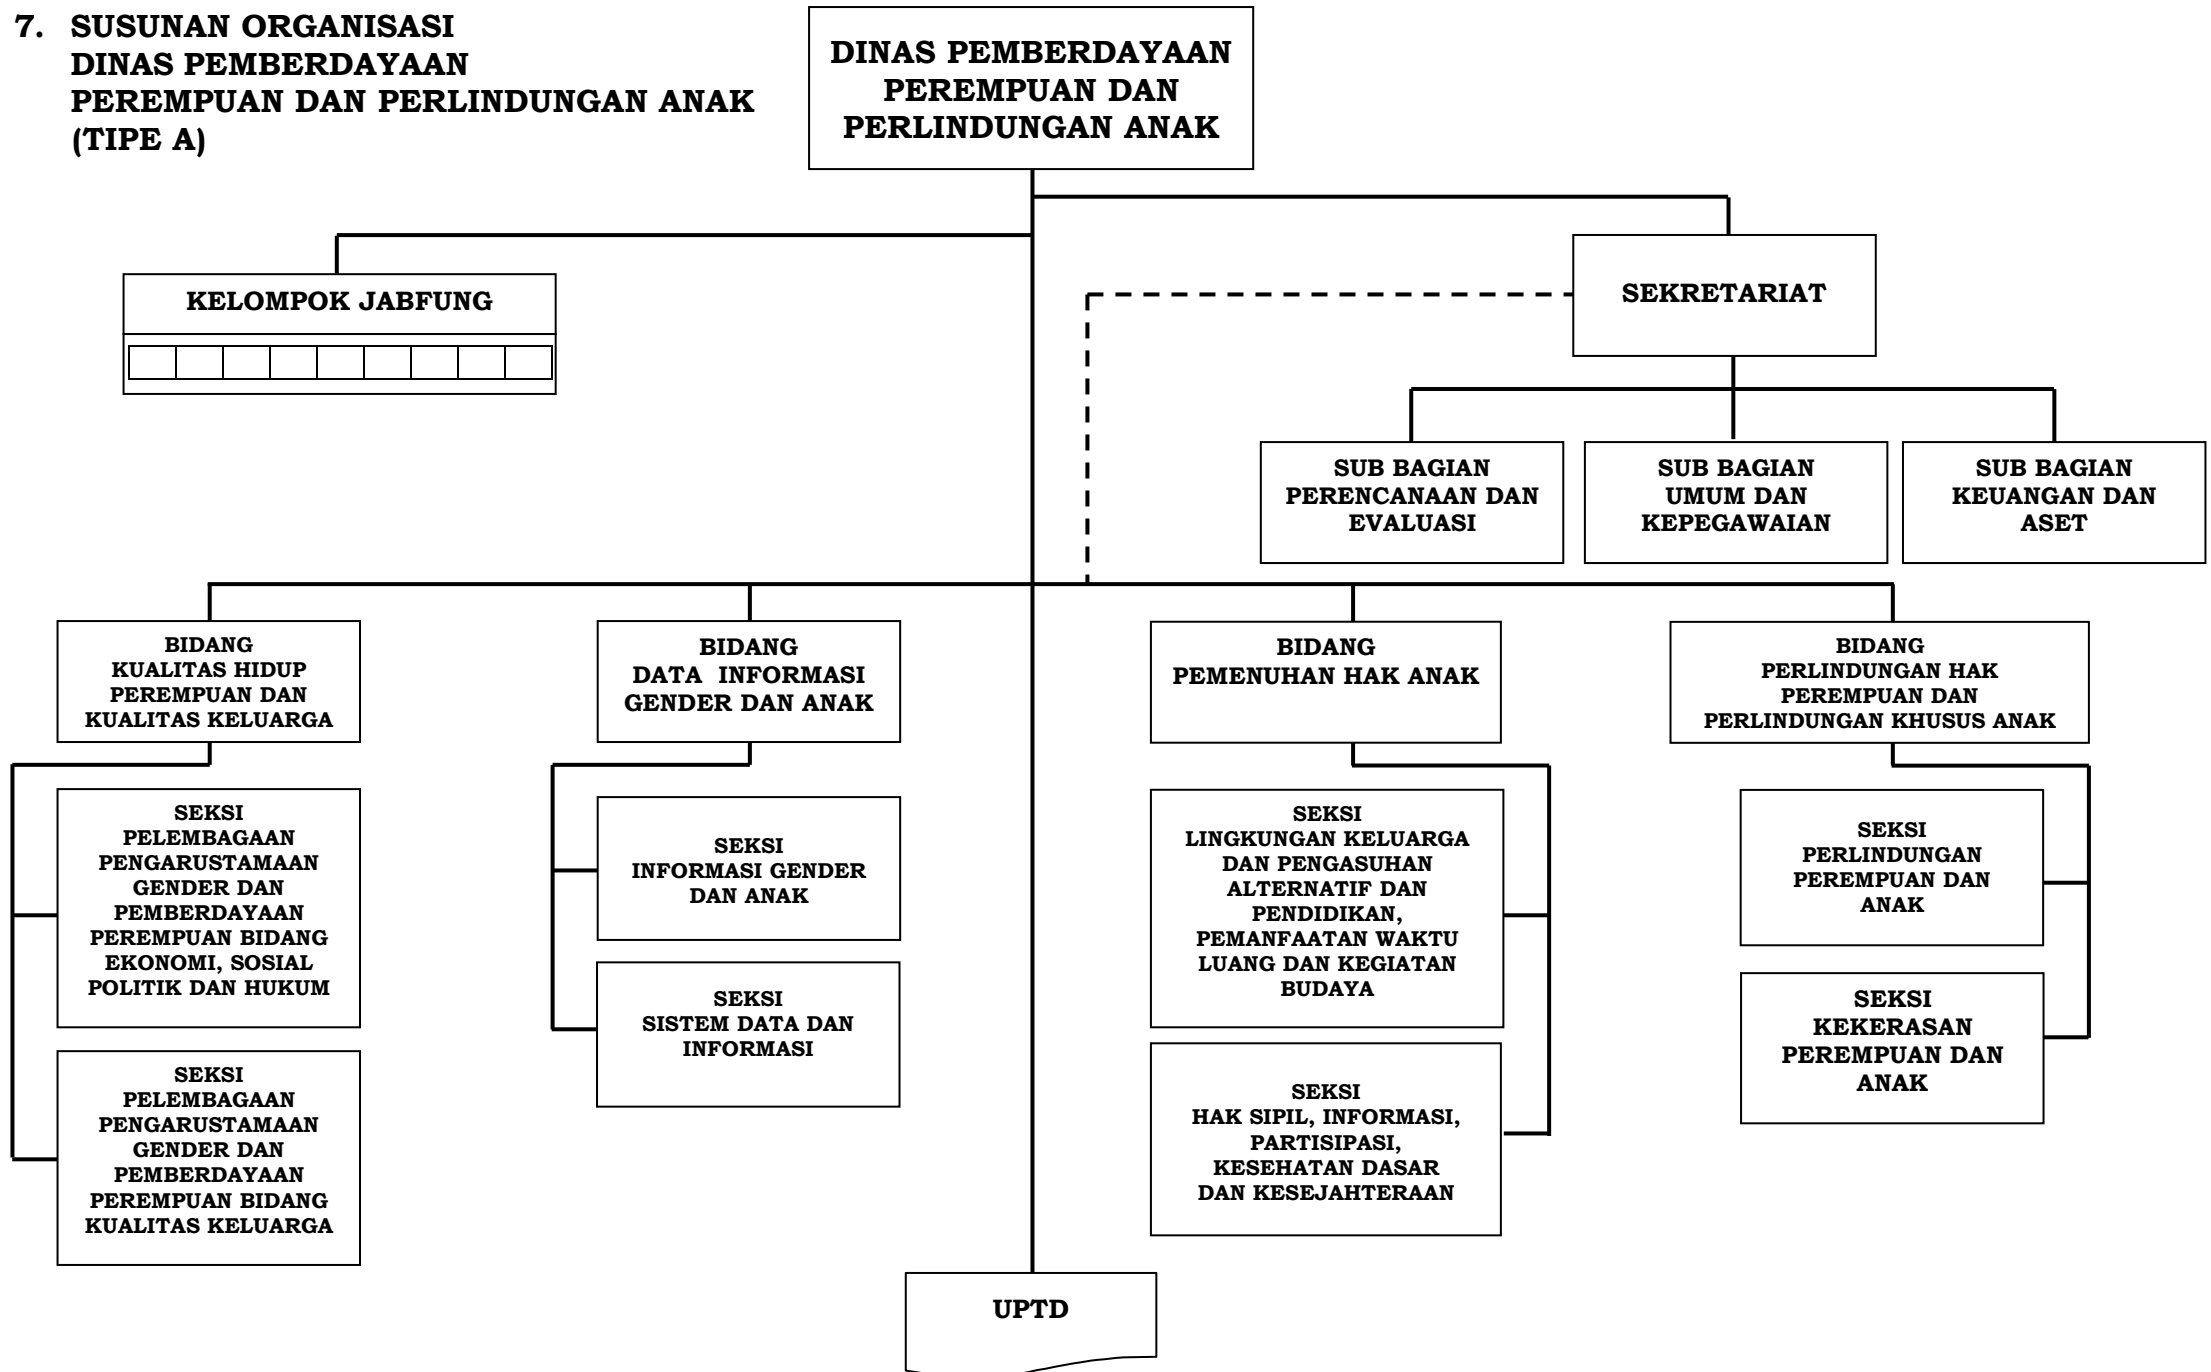 7. SUSUNAN ORGANISASI
DINAS PEMBERDAYAAN
PEREMPUAN DAN PERLINDUNGAN ANAK
(TIPE A)
DINAS PEMBERDAYAAN
PEREMPUAN DAN
PERLINDUNGAN ANAK
KELOMPOK JABFUNG
SEKRETARIAT
SUB BAGIAN
PERENCANAAN DAN
EVALUASI
SUB BAGIAN
UMUM DAN
KEPEGAWAIAN
SUB BAGIAN
KEUANGAN DAN
ASET
BIDANG
KUALITAS HIDUP
PEREMPUAN DAN
KUALITAS KELUARGA
BIDANG
DATA  INFORMASI
GENDER DAN ANAK
BIDANG
PEMENUHAN HAK ANAK
BIDANG
PERLINDUNGAN HAK
PEREMPUAN DAN
PERLINDUNGAN KHUSUS ANAK
SEKSI
PELEMBAGAAN
PENGARUSTAMAAN
GENDER DAN
PEMBERDAYAAN
PEREMPUAN BIDANG
EKONOMI, SOSIAL
POLITIK DAN HUKUM
SEKSI
INFORMASI GENDER
DAN ANAK
SEKSI
LINGKUNGAN KELUARGA
DAN PENGASUHAN
ALTERNATIF DAN
PENDIDIKAN,
PEMANFAATAN WAKTU
LUANG DAN KEGIATAN
BUDAYA
SEKSI
PERLINDUNGAN
PEREMPUAN DAN
ANAK
SEKSI
PELEMBAGAAN
PENGARUSTAMAAN
GENDER DAN
PEMBERDAYAAN
PEREMPUAN BIDANG
KUALITAS KELUARGA
SEKSI
SISTEM DATA DAN
INFORMASI
SEKSI
HAK SIPIL, INFORMASI,
PARTISIPASI,
KESEHATAN DASAR
DAN KESEJAHTERAAN
SEKSI
KEKERASAN
PEREMPUAN DAN
ANAK
UPTD